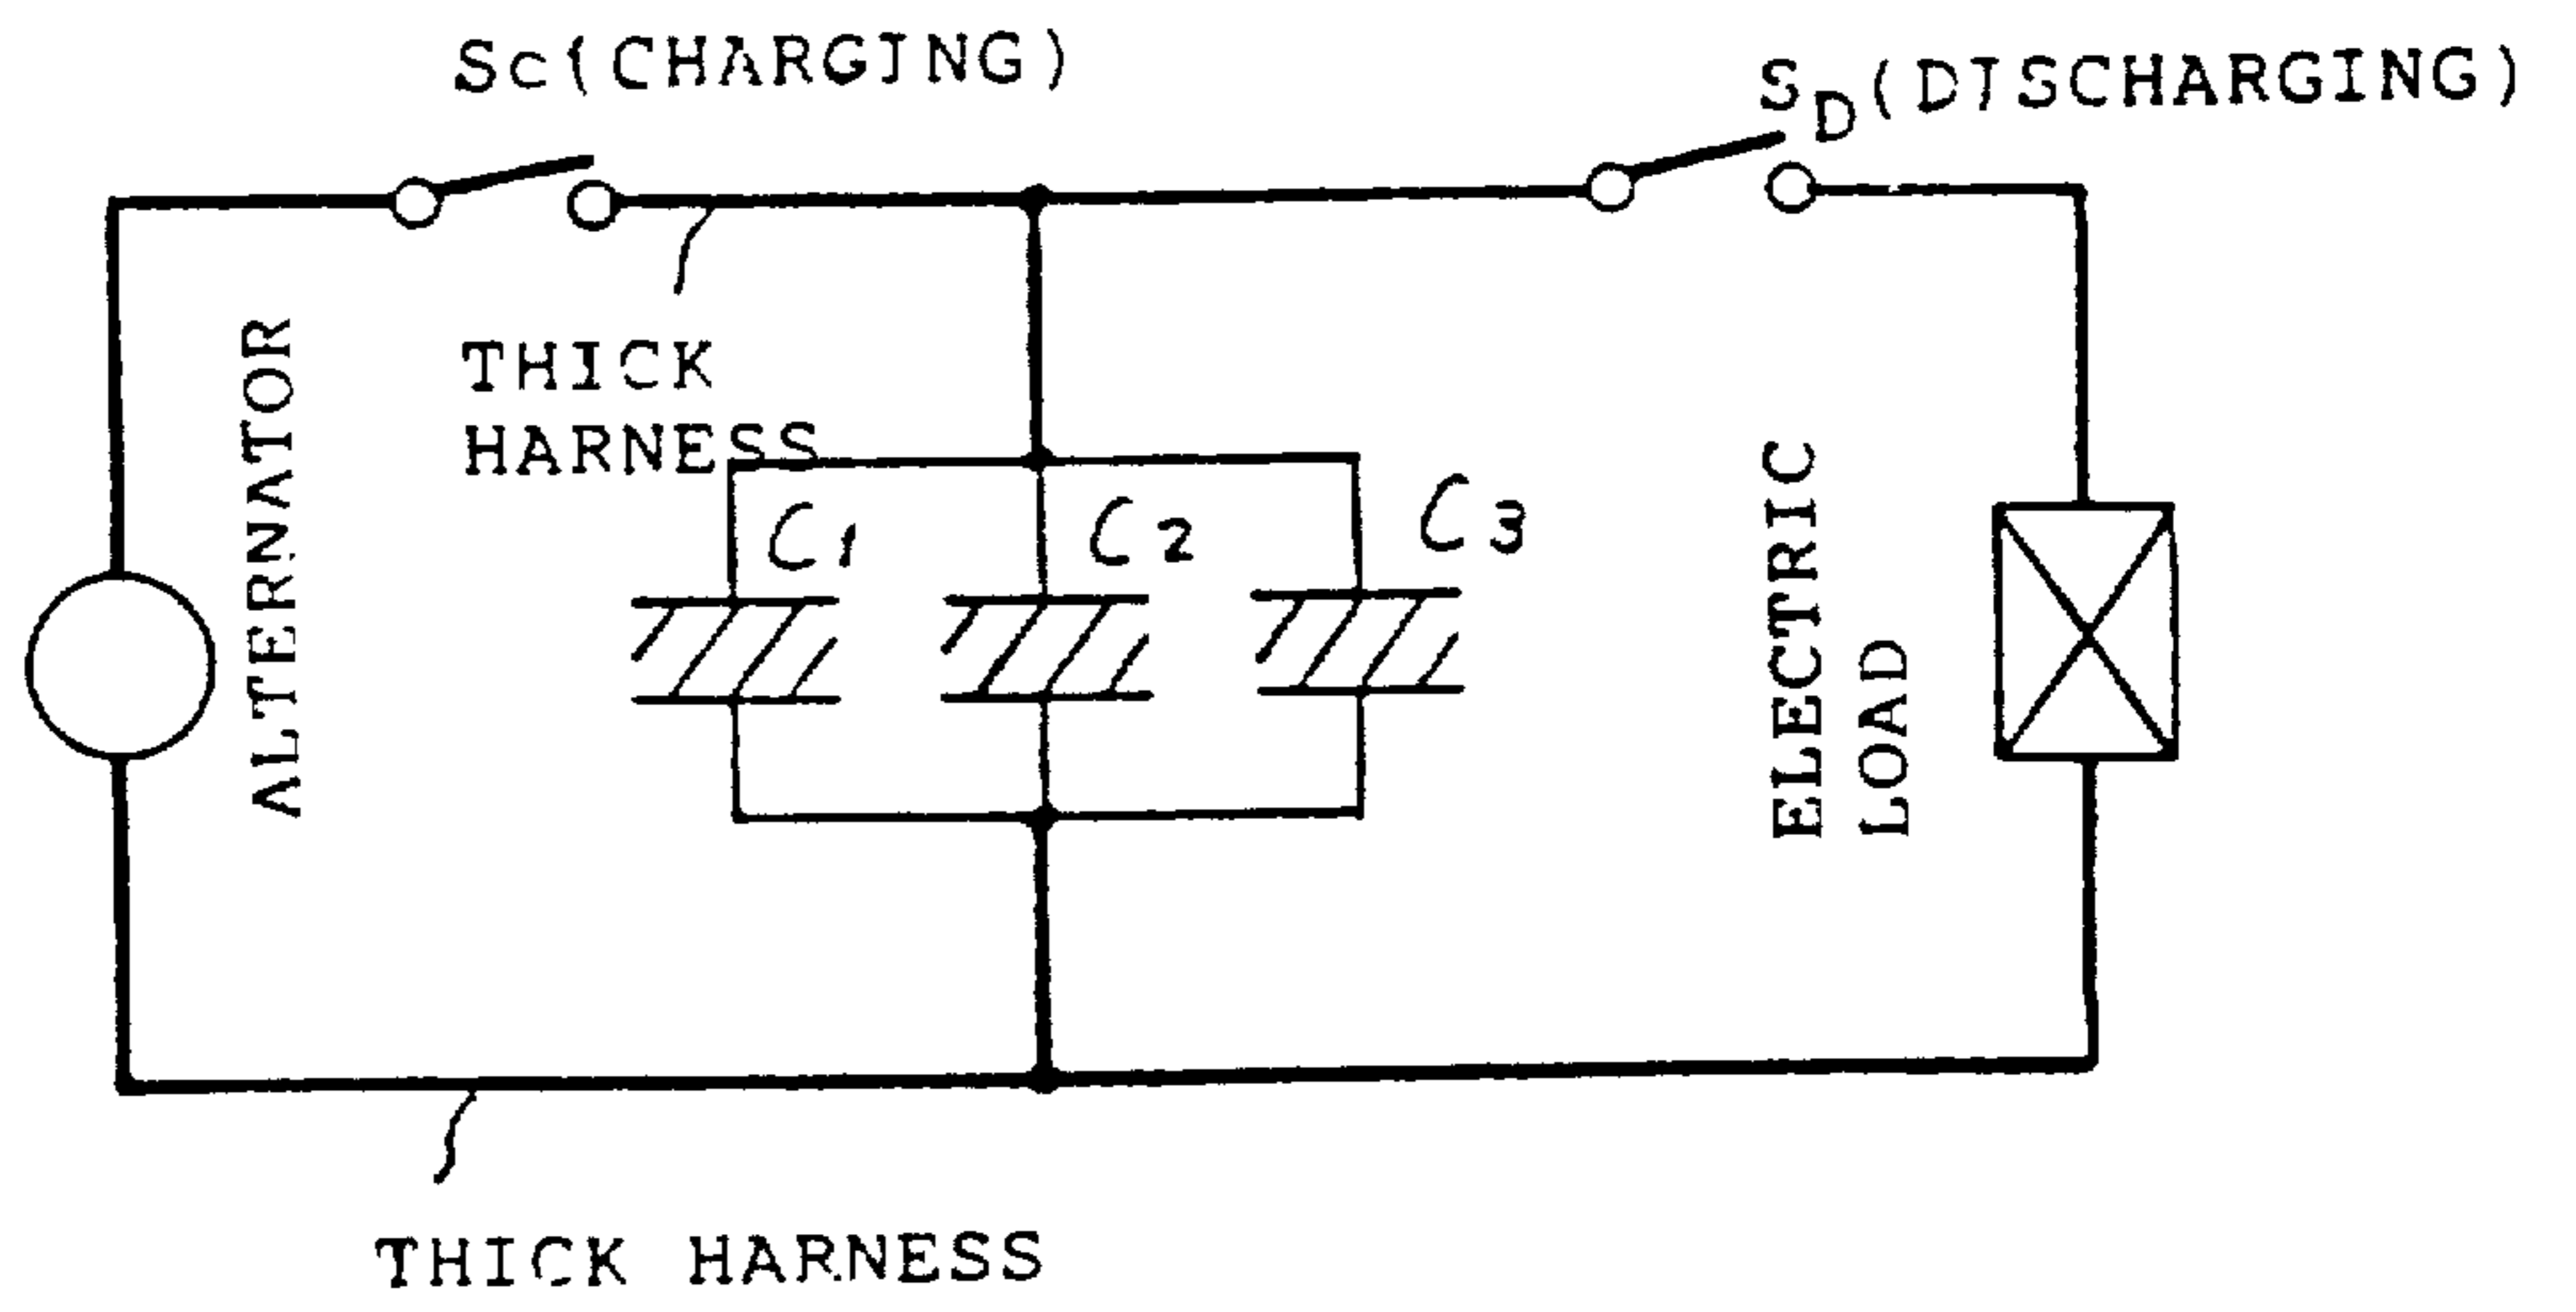 Sc(CHARGING)
SD(DISCHARGING)
THICK
HARNESS
ALTERNATOR
C1
C2
C3
ELECTRIC
LOAD
THICK HARNESS